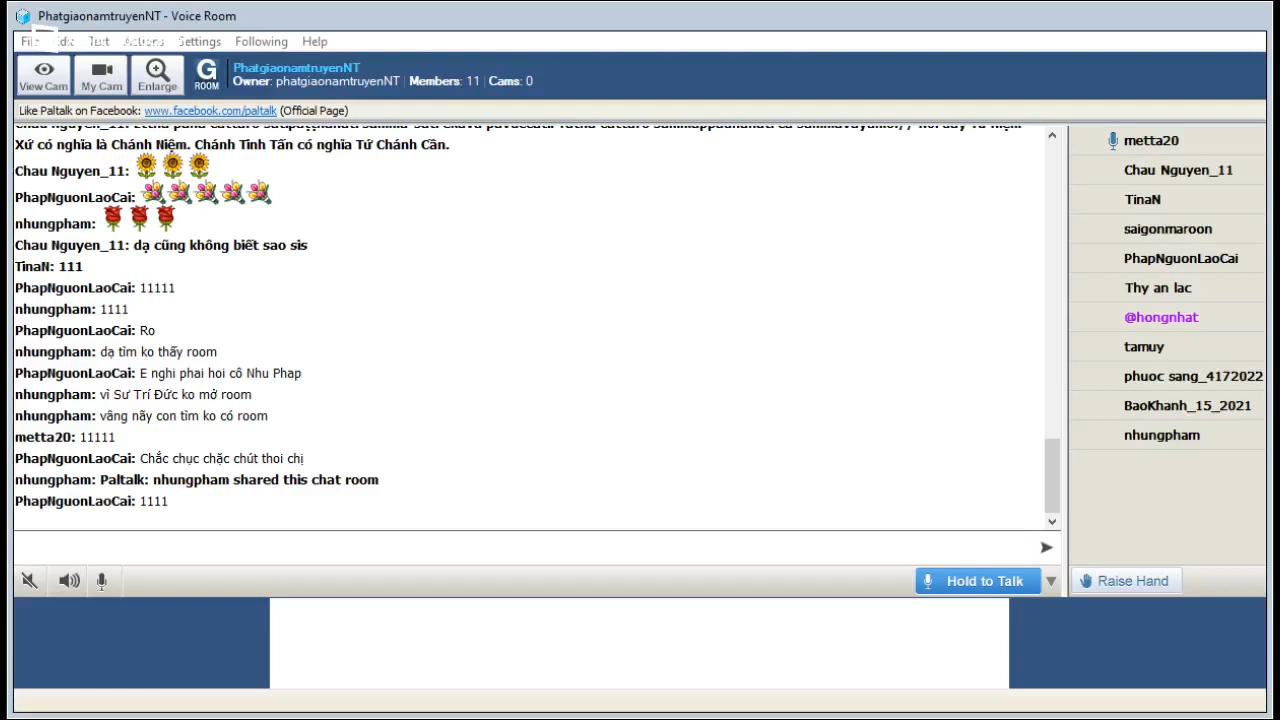 PhatgiaonamtruyenNT - Voice Room
Text Actions Settings Following Help
View Cam My Cam Enlarge G ROOM
PhatgiaonamtruyenNT
Owner: phatgiaonamtruyenNT | Members: 11 | Cams: 0
Like Paltalk on Facebook: www.facebook.com/paltalk (Official Page)
Xứ có nghĩa là Chánh Niệm. Chánh Tinh Tấn có nghĩa Tứ Chánh Cần.
Chau Nguyen_11:
PhapNguonLaoCai:
nhungpham:
Chau Nguyen_11: dạ cũng không biết sao sis
TinaN: 111
PhapNguonLaoCai: 11111
nhungpham: 1111
PhapNguonLaoCai: Ro
nhungpham: dạ tìm ko thấy room
PhapNguonLaoCai: E nghi phai hoi cô Nhu Phap
nhungpham: vì Sư Trí Đức ko mở room
nhungpham: vâng nãy con tìm ko có room
metta20: 11111
PhapNguonLaoCai: Chắc chục chặc chút thoi chị
nhungpham: Paltalk: nhungpham shared this chat room
PhapNguonLaoCai: 1111
Hold to Talk
metta20
Chau Nguyen_11
TinaN
saigonmaroon
PhapNguonLaoCai
Thy an lac
@hongnhat
tamuy
phuoc sang_4172022
BaoKhanh_15_2021
nhungpham
Raise Hand